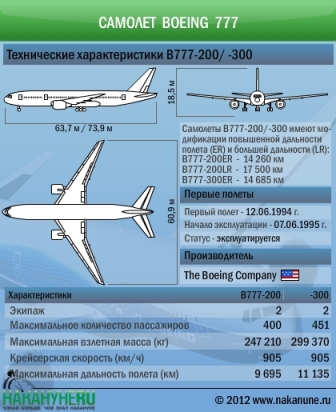 САМОЛЕТ BOEING 777
Технические характеристики B777-200/ -300
18,5 м
63,7 м / 73,9 м
60,9 м
Самолеты B777-200/-300 имеют мо-
дификации повышенной дальности
полета (ER) и большей дальности (LR):
B777-200ER - 14 260 км
B777-200LR - 17 500 км
B777-300ER - 14 685 км
Первые полеты
Первый полет - 12.06.1994 г.
Начало эксплуатации - 07.06.1995 г.
Статус - эксплуатируется
Производитель
The Boeing Company
Характеристики B777-200 -300
Экипаж 2 2
Максимальное количество пассажиров 400 451
Максимальная взлетная масса (кг) 247 210 299 370
Крейсерская скорость (км/ч) 905 905
Максимальная дальность полета (км) 9 695 11 135
НАКАНУНЕ.RU
© 2012 www.nakanune.ru